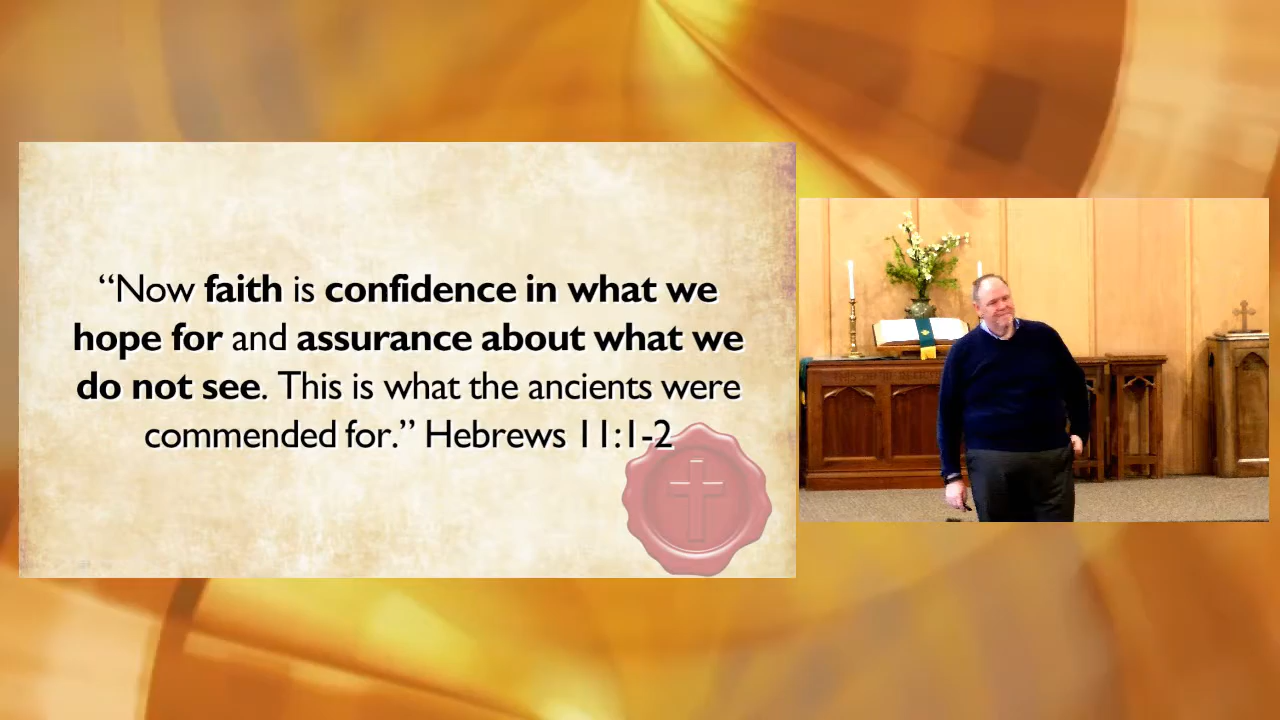 “Now faith is confidence in what we
hope for and assurance about what we
do not see. This is what the ancients were
commended for.” Hebrews 11:1-2